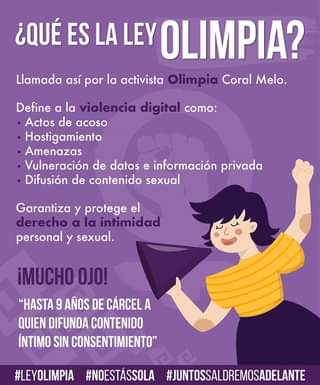 ¿QUÉ ES LA LEY OLIMPIA?
Llamada así por la activista Olimpia Coral Melo.
Define a la violencia digital como:
• Actos de acoso
• Hostigamiento
• Amenazas
• Vulneración de datos e información privada
• Difusión de contenido sexual
Garantiza y protege el
derecho a la intimidad
personal y sexual.
¡MUCHO OJO!
“HASTA 9 AÑOS DE CÁRCEL A
QUIEN DIFUNDA CONTENIDO
ÍNTIMO SIN CONSENTIMIENTO”
#LEYOLIMPIA #NOESTÁSSOLA #JUNTOSSALDREMOSADELANTE